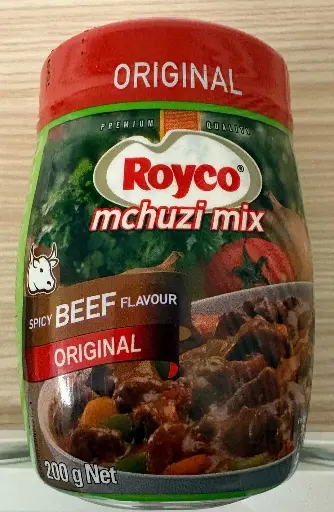 ORIGINAL
PREMIUM QUALITY
Royco®
mchuzi mix
SPICY BEEF FLAVOUR
ORIGINAL
200 g Net